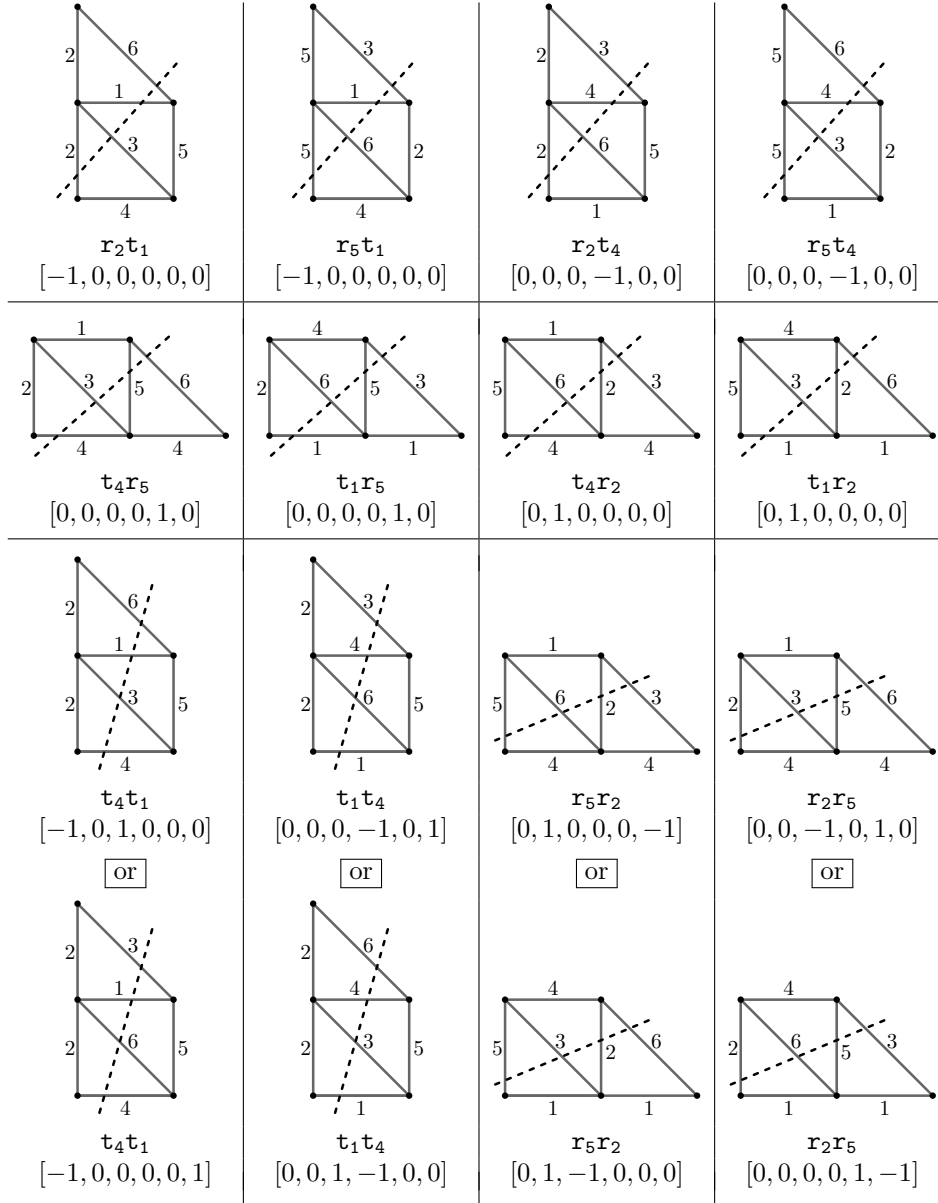 2 6 5 3 2 3 5 6
1 1 4 4
2 3 5 5 6 2 2 6 5 5 3 2
4 4 1 1
r₂t₁ r₅t₁ r₂t₄ r₅t₄
[−1, 0, 0, 0, 0, 0] [−1, 0, 0, 0, 0, 0] [0, 0, 0, −1, 0, 0] [0, 0, 0, −1, 0, 0]
1 4 1 4
2 3 5 6 2 6 5 3 5 6 2 3 5 3 2 6
4 4 1 1 4 4 1 1
t₄r₅ t₁r₅ t₄r₂ t₁r₂
[0, 0, 0, 0, 1, 0] [0, 0, 0, 0, 1, 0] [0, 1, 0, 0, 0, 0] [0, 1, 0, 0, 0, 0]
2 6 2 3
1 4 1 1
2 3 5 2 6 5 5 6 2 3 2 3 5 6
4 1 4 4 4 4
t₄t₁ t₁t₄ r₅r₂ r₂r₅
[−1, 0, 1, 0, 0, 0] [0, 0, 0, −1, 0, 1] [0, 1, 0, 0, 0, −1] [0, 0, −1, 0, 1, 0]
or or or or
2 3 2 6
1 4 4 4
2 6 5 2 3 5 5 3 2 6 2 6 5 3
4 1 1 1 1 1
t₄t₁ t₁t₄ r₅r₂ r₂r₅
[−1, 0, 0, 0, 0, 1] [0, 0, 1, −1, 0, 0] [0, 1, −1, 0, 0, 0] [0, 0, 0, 0, 1, −1]